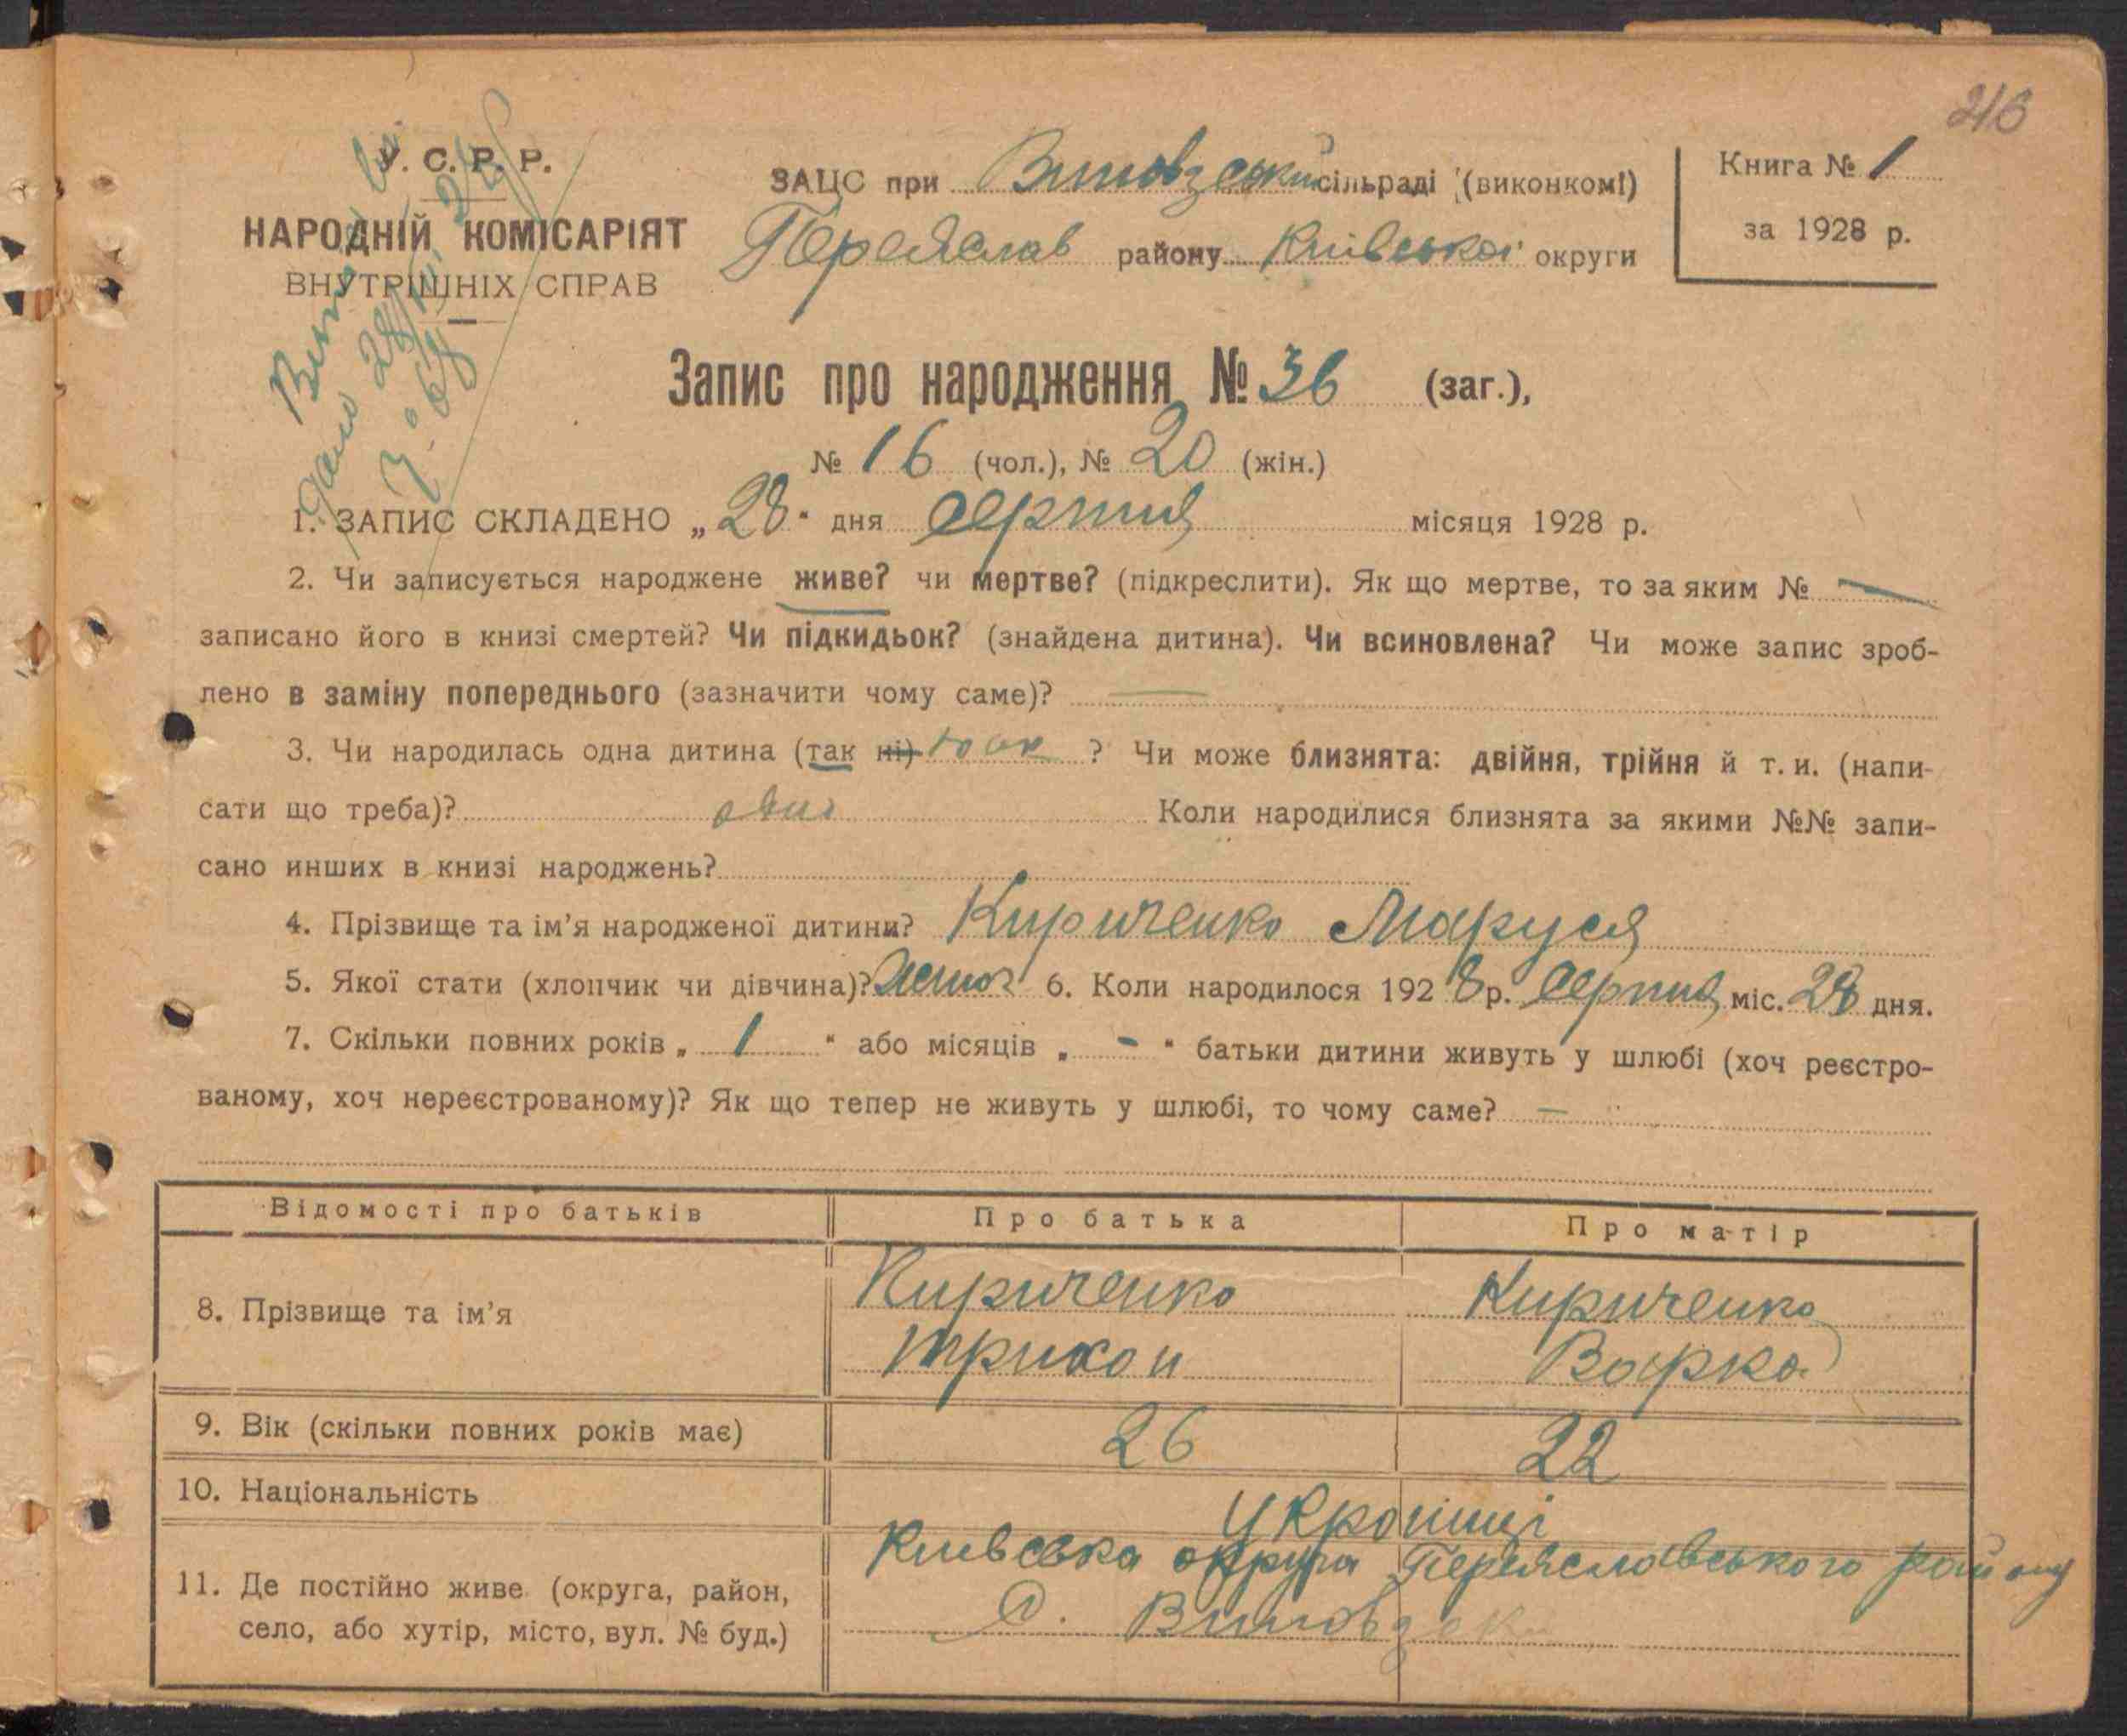 216
У. С. Р. Р.
НАРОДНІЙ КОМІСАРІЯТ
ВНУТРІШНІХ СПРАВ
ЗАЦС при сільраді (виконкомі)
Переяслав району Київської округи
Книга № 1
за 1928 р.
Запис про народження № 36 (заг.),
№ 16 (чол.), № 20 (жін.)
1. ЗАПИС СКЛАДЕНО „28“ дня серпня місяця 1928 р.
2. Чи записується народжене живе? чи мертве? (підкреслити). Як що мертве, то за яким № —
записано його в книзі смертей? Чи підкидьок? (знайдена дитина). Чи всиновлена? Чи може запис зроб-
лено в заміну попереднього (зазначити чому саме)? —
3. Чи народилась одна дитина (так ні) так ? Чи може близнята: двійня, трійня й т. и. (напи-
сати що треба)? Коли народилися близнята за якими №№ запи-
сано инших в книзі народжень?
4. Прізвище та ім’я народженої дитини? Кириченко Маруся
5. Якої стати (хлопчик чи дівчина)? 6. Коли народилося 1928 р. серпня міс. 28 дня.
7. Скільки повних років „ 1 “ або місяців „ - “ батьки дитини живуть у шлюбі (хоч реєстро-
ваному, хоч нереєстрованому)? Як що тепер не живуть у шлюбі, то чому саме? —
Відомості про батьків Про батька Про матір
8. Прізвище та ім’я Кириченко Кириченко
Трихон Варка
9. Вік (скільки повних років має) 26 22
10. Національність Українці
11. Де постійно живе (округа, район, Київська округа Переяславського району
село, або хутір, місто, вул. № буд.) с.